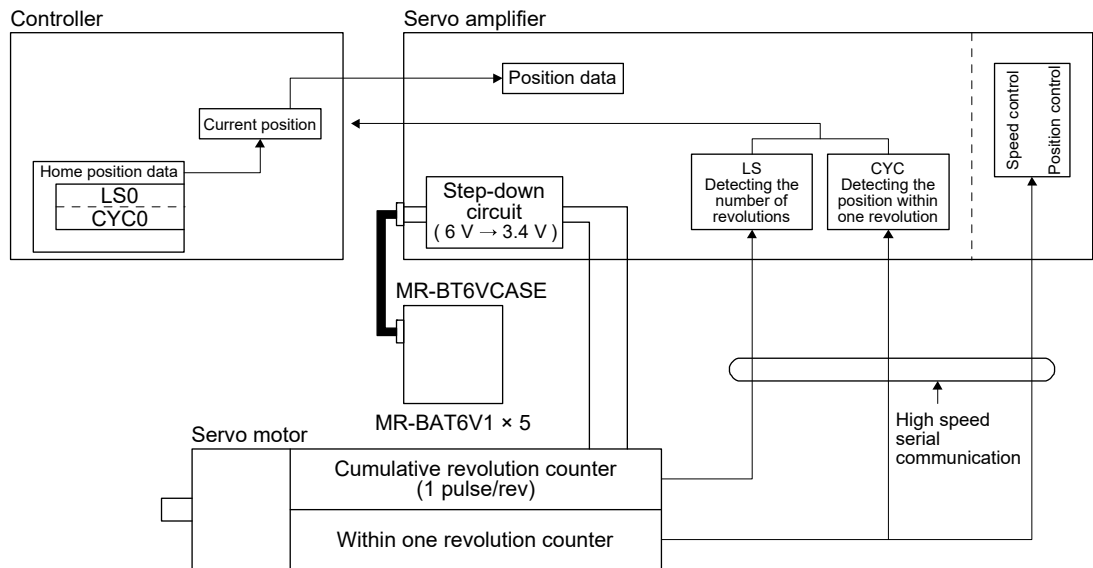 Controller
Servo amplifier
Position data
Current position
Home position data
LS0
CYC0
Step-down
circuit
( 6 V → 3.4 V )
LS
Detecting the
number of
revolutions
CYC
Detecting the
position within
one revolution
Speed control
Position control
MR-BT6VCASE
MR-BAT6V1 × 5
High speed
serial
communication
Servo motor
Cumulative revolution counter
(1 pulse/rev)
Within one revolution counter